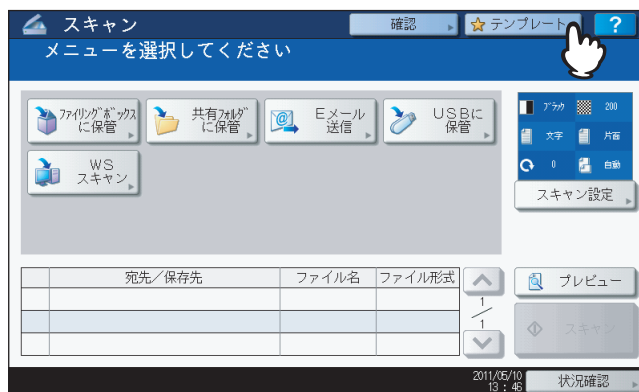 スキャン
確認
テンプレート
?
メニューを選択してください
ファイリングボックス
に保管
共有フォルダ
に保管
Eメール
送信
USBに
保管
WS
スキャン
ブラック
200
文字
片面
0
自動
スキャン設定
宛先/保存先
ファイル名
ファイル形式
1
1
プレビュー
スキャン
2011/05/10
13 : 46
状況確認